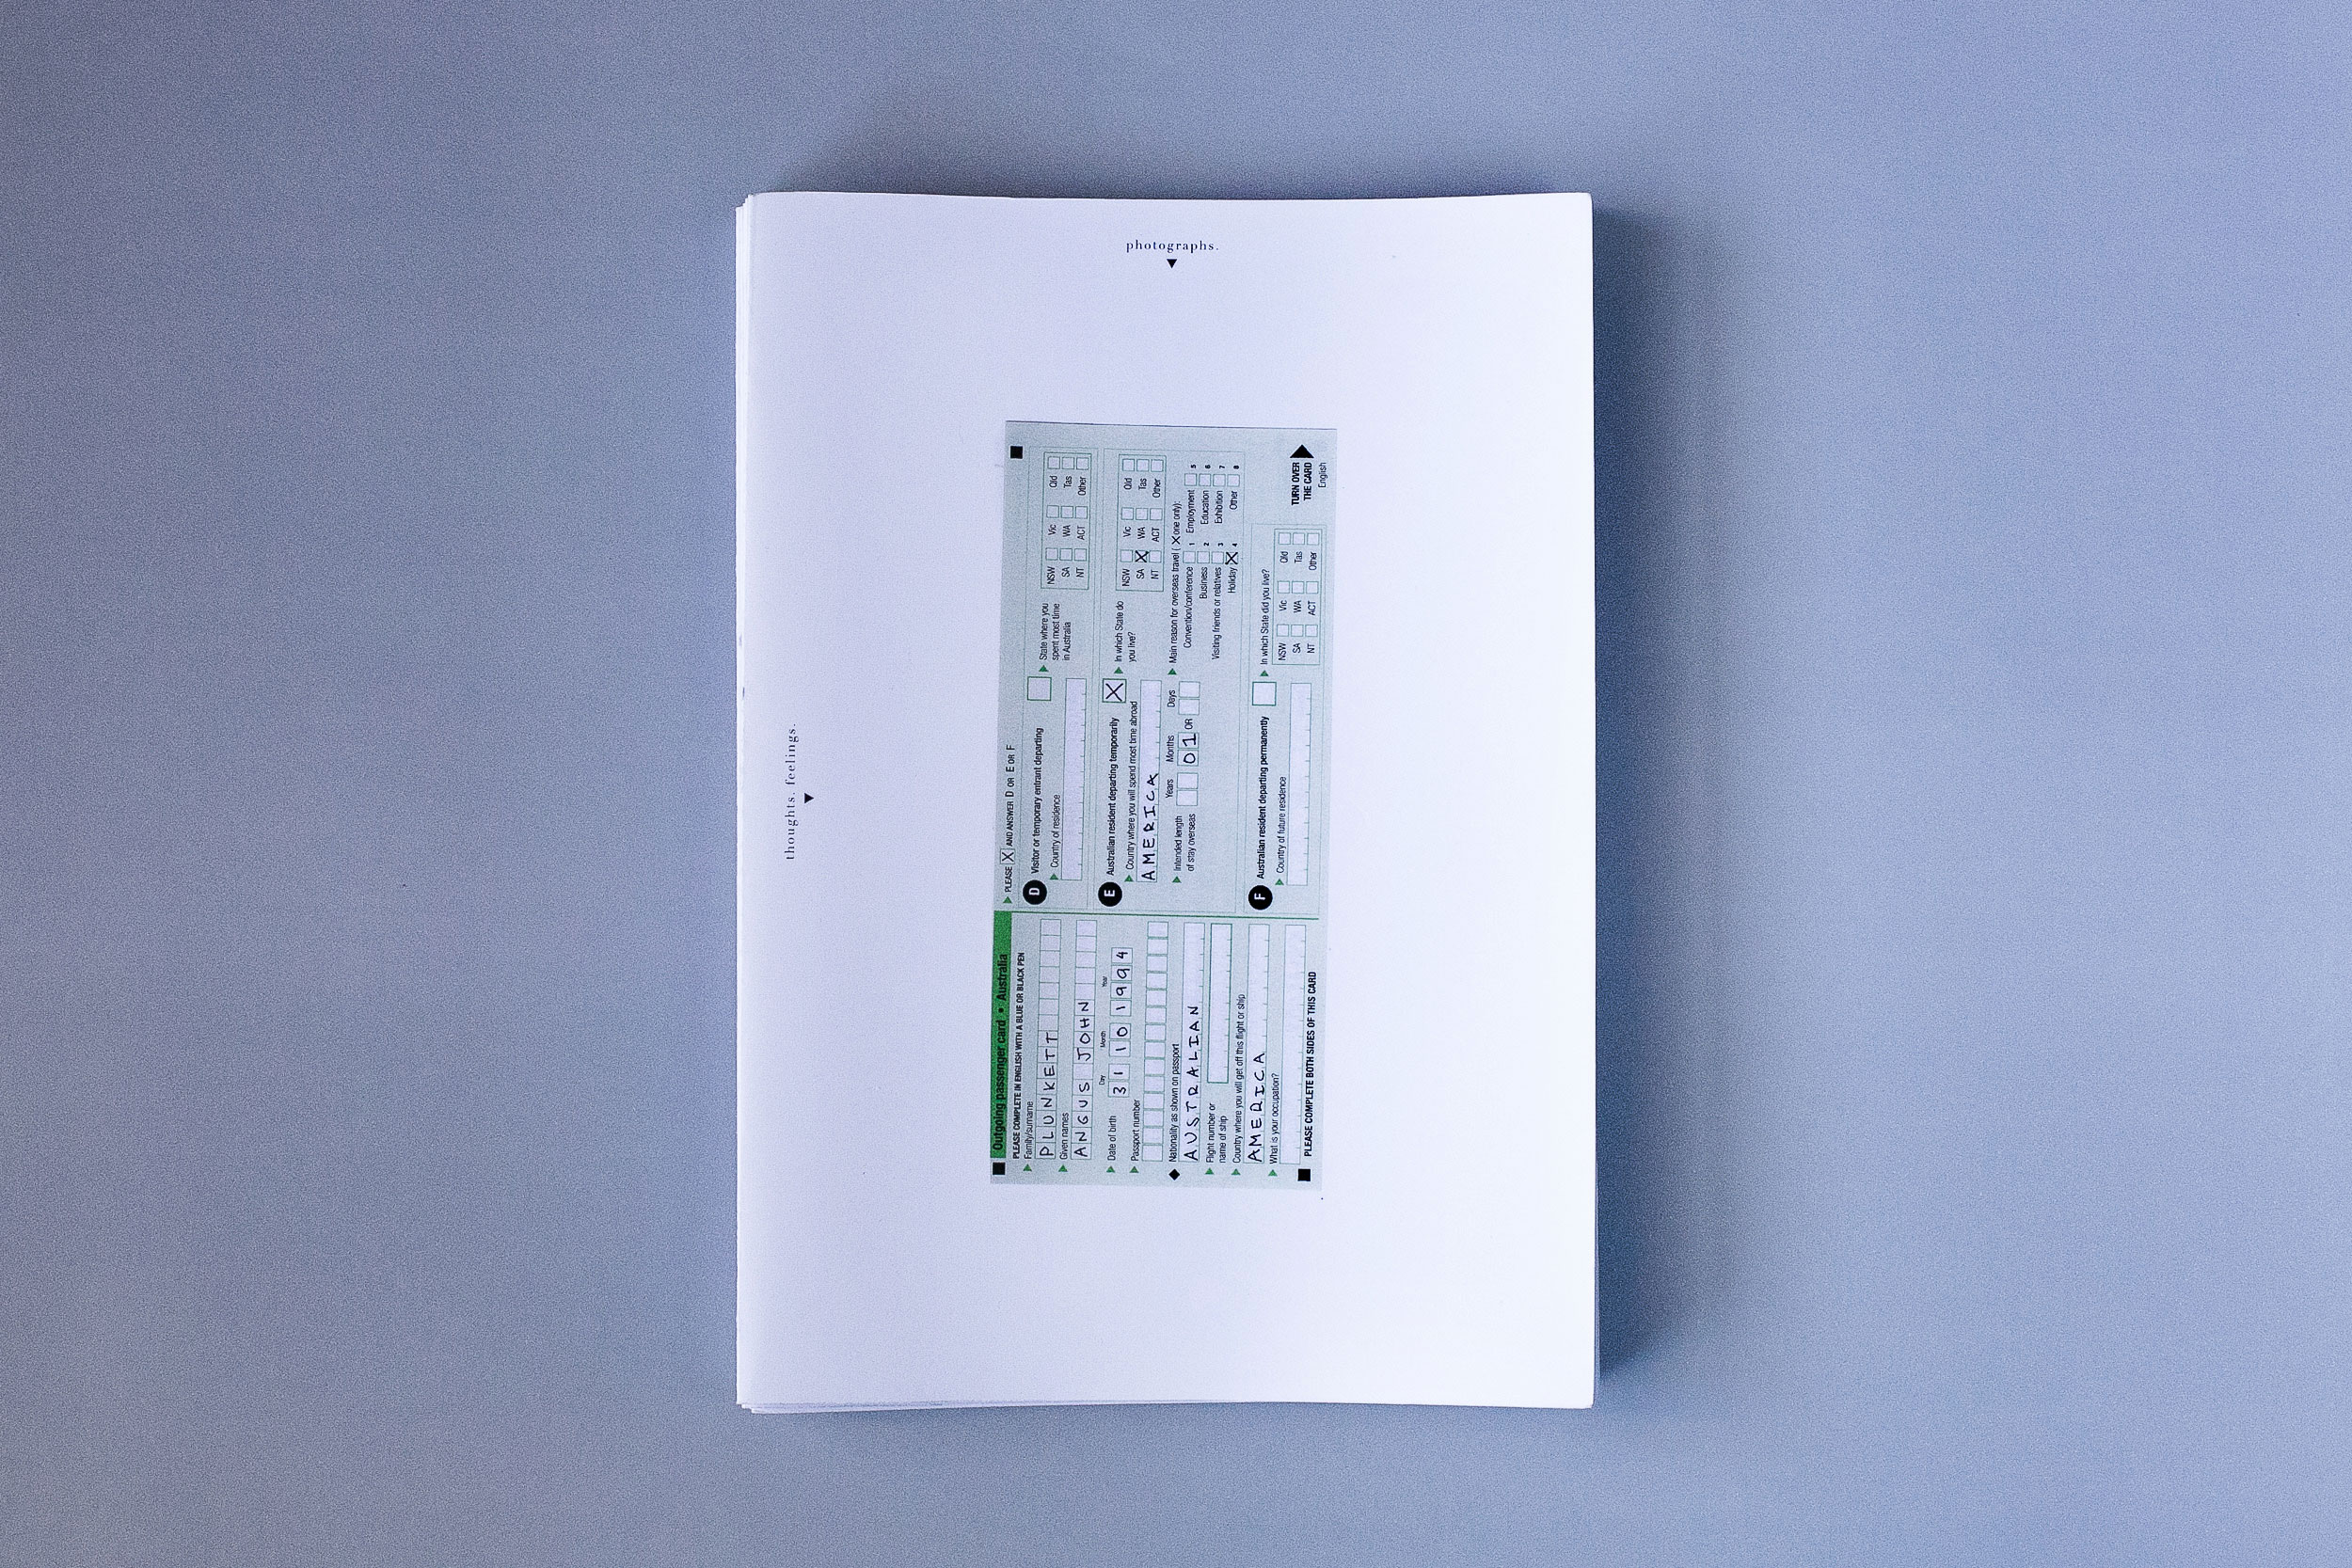 photographs.
thoughts. feelings.
Outgoing passenger card • Australia
PLEASE COMPLETE IN ENGLISH WITH A BLUE OR BLACK PEN
Family/surname
PLUNKETT
Given names
ANGUS JOHN
Day Month Year
Date of birth 31 10 1994
Passport number
Nationality as shown on passport
AUSTRALIAN
Flight number or
name of ship
Country where you will get off this flight or ship
AMERICA
What is your occupation?
PLEASE COMPLETE BOTH SIDES OF THIS CARD
PLEASE X AND ANSWER D OR E OR F
D Visitor or temporary entrant departing
Country of residence
State where you
spent most time
in Australia
NSW Vic Qld
SA WA Tas
NT ACT Other
E Australian resident departing temporarily X
Country where you will spend most time abroad
AMERICA
In which State do
you live?
NSW Vic Qld
SA X WA Tas
NT ACT Other
Years Months Days
Intended length
of stay overseas
01 OR
Main reason for overseas travel (X one only):
Convention/conference 1 Employment 5
Business 2 Education 6
Visiting friends or relatives 3 Exhibition 7
Holiday X 4 Other 8
F Australian resident departing permanently
Country of future residence
In which State did you live?
NSW Vic Qld
SA WA Tas
NT ACT Other
TURN OVER
THE CARD
English